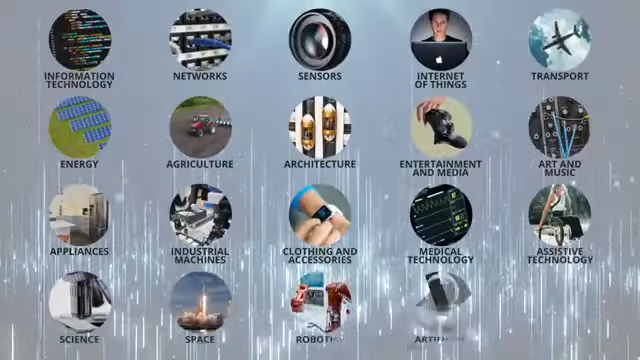 INFORMATION
TECHNOLOGY
NETWORKS
SENSORS
INTERNET
OF THINGS
TRANSPORT
ENERGY
AGRICULTURE
ARCHITECTURE
ENTERTAINMENT
AND MEDIA
ART AND
MUSIC
APPLIANCES
INDUSTRIAL
MACHINES
CLOTHING AND
ACCESSORIES
MEDICAL
TECHNOLOGY
ASSISTIVE
TECHNOLOGY
SCIENCE
SPACE